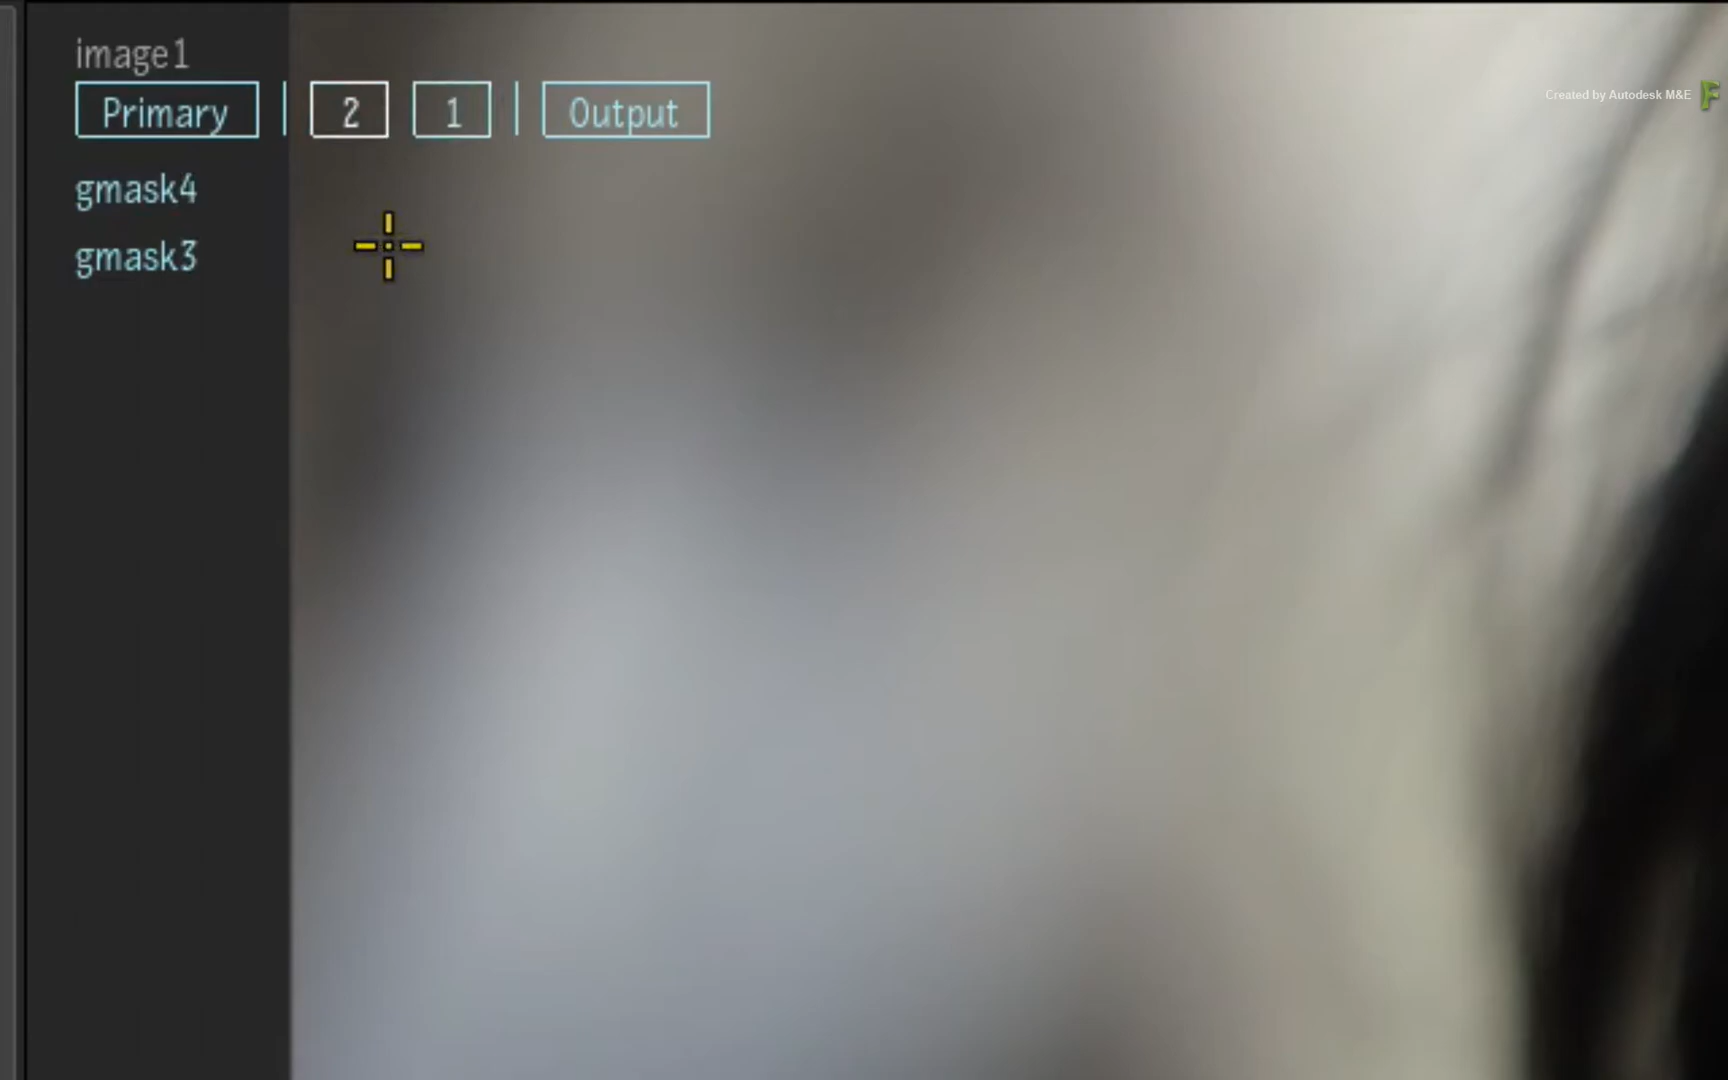 image1
Primary | 2 1 | Output
Created by Autodesk M&E
gmask4
gmask3